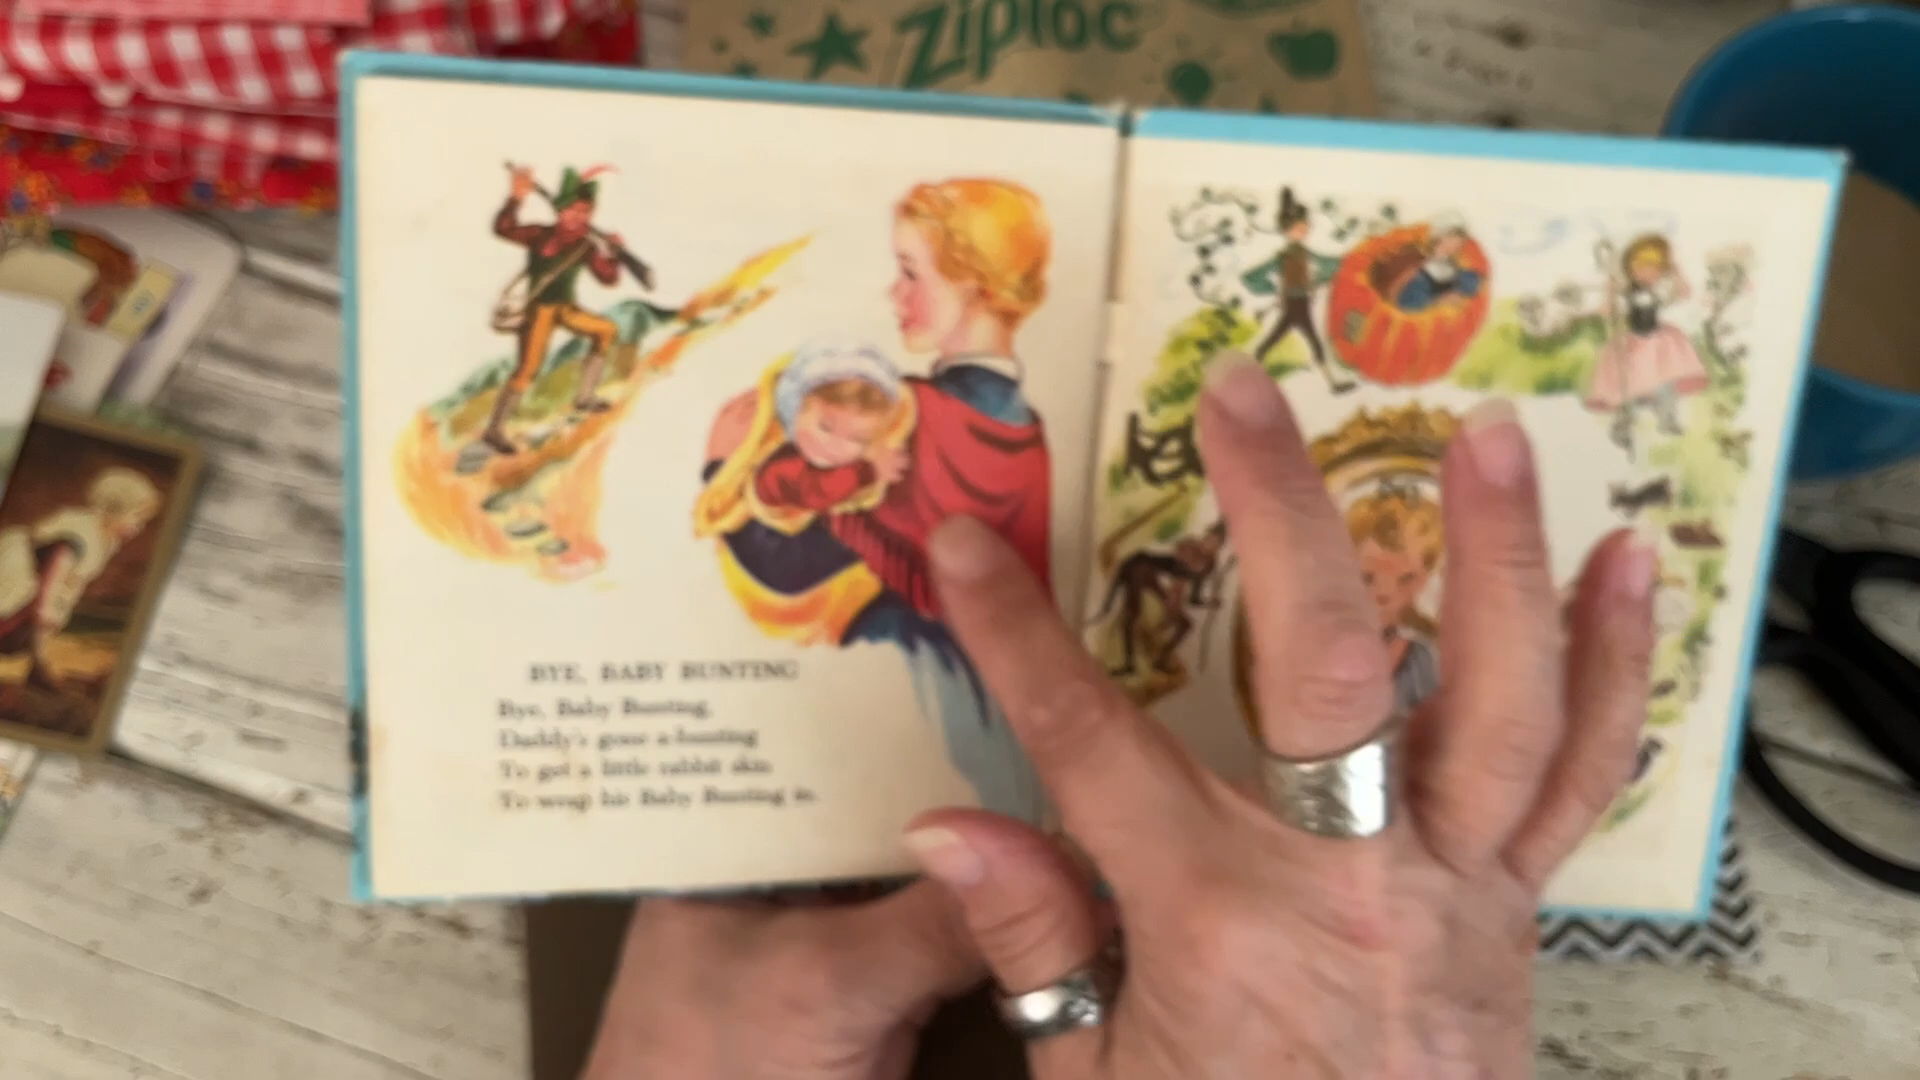 Ziploc
BYE, BABY BUNTING
Bye, Baby Bunting,
Daddy's gone a-hunting
To get a little rabbit skin
To wrap his Baby Bunting in.